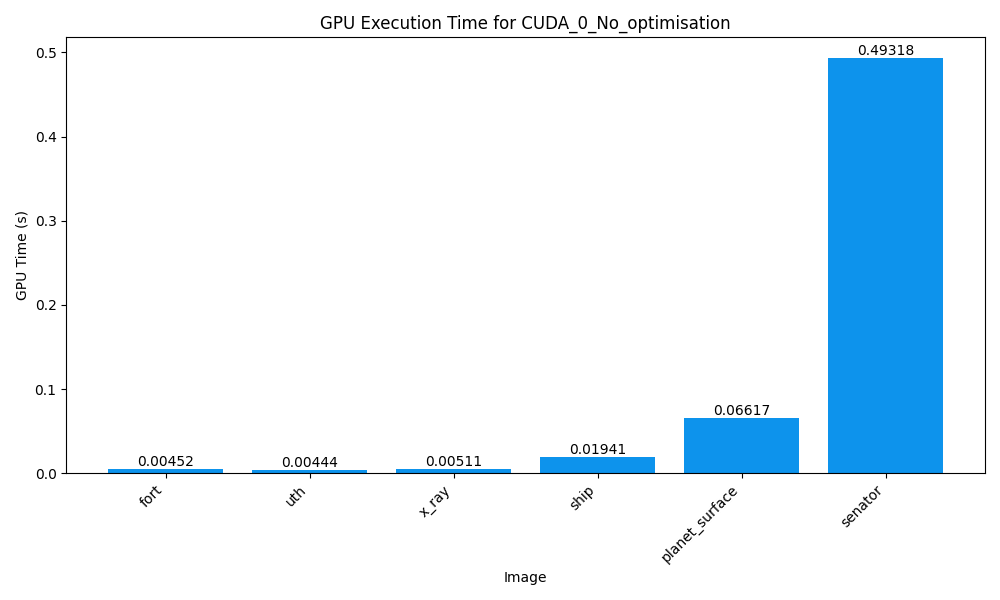 GPU Execution Time for CUDA_0_No_optimisation
GPU Time (s)
0.5
0.4
0.3
0.2
0.1
0.0
0.00452
0.00444
0.00511
0.01941
0.06617
0.49318
fort
uth
x_ray
ship
planet_surface
senator
Image